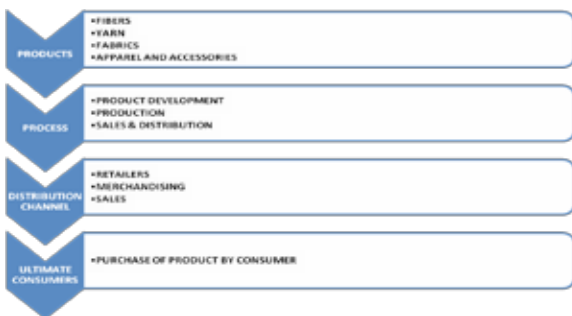 PRODUCTS
•FIBERS
•YARN
•FABRICS
•APPAREL AND ACCESSORIES
PROCESS
•PRODUCT DEVELOPMENT
•PRODUCTION
•SALES & DISTRIBUTION
DISTRIBUTION
CHANNEL
•RETAILERS
•MERCHANDISING
•SALES
ULTIMATE
CONSUMERS
•PURCHASE OF PRODUCT BY CONSUMER